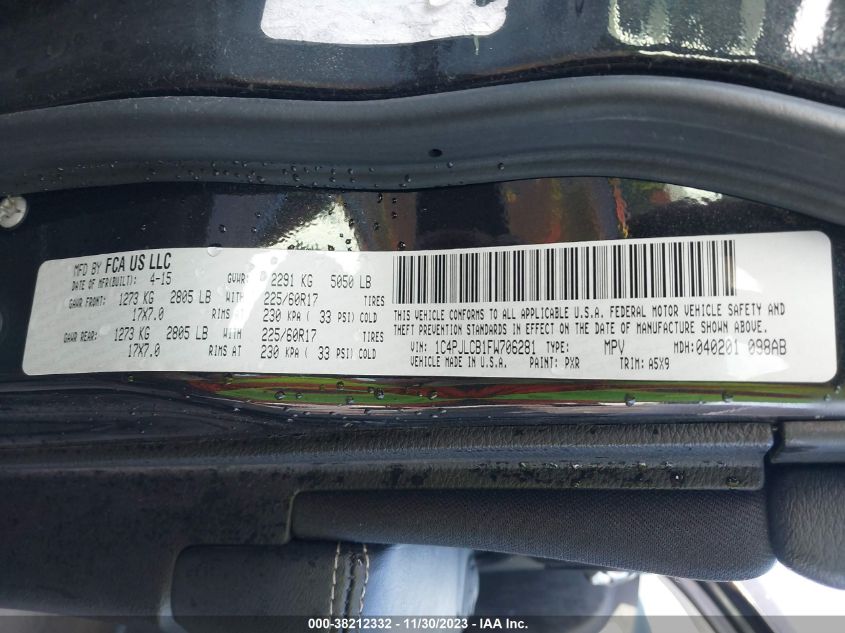 MFD BY FCA US LLC
DATE OF MFR(BUILT): 4-15 GVWR: 2291 KG 5050 LB
GAWR FRONT: 1273 KG 2805 LB WITH 225/60R17 TIRES
17X7.0 RIMS AT 230 KPA ( 33 PSI) COLD
GAWR REAR: 1273 KG 2805 LB WITH 225/60R17 TIRES
17X7.0 RIMS AT 230 KPA ( 33 PSI) COLD
THIS VEHICLE CONFORMS TO ALL APPLICABLE U.S.A. FEDERAL MOTOR VEHICLE SAFETY AND
THEFT PREVENTION STANDARDS IN EFFECT ON THE DATE OF MANUFACTURE SHOWN ABOVE.
VIN: 1C4PJLCB1FW706281 TYPE: MPV MDH: 040201 098AB
VEHICLE MADE IN U.S.A. PAINT: PXR TRIM: A5X9
000-38212332 - 11/30/2023 - COPART, INC.